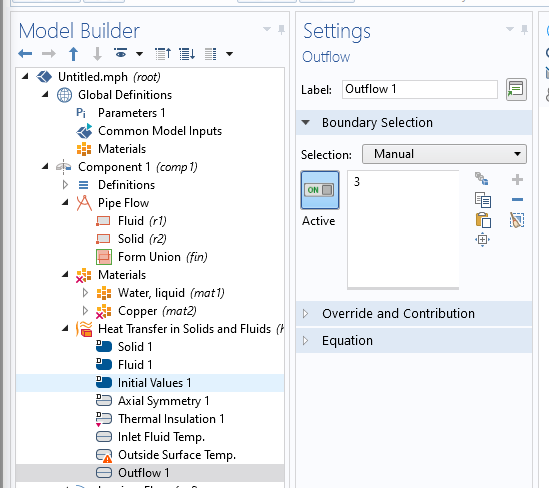 Model Builder
Untitled.mph (root)
Global Definitions
Pi Parameters 1
Common Model Inputs
Materials
Component 1 (comp1)
Definitions
Pipe Flow
Fluid (r1)
Solid (r2)
Form Union (fin)
Materials
Water, liquid (mat1)
Copper (mat2)
Heat Transfer in Solids and Fluids
D Solid 1
D Fluid 1
D Initial Values 1
D Axial Symmetry 1
D Thermal Insulation 1
Inlet Fluid Temp.
Outside Surface Temp.
Outflow 1
Settings
Outflow
Label: Outflow 1
Boundary Selection
Selection: Manual
ON
Active
3
Override and Contribution
Equation